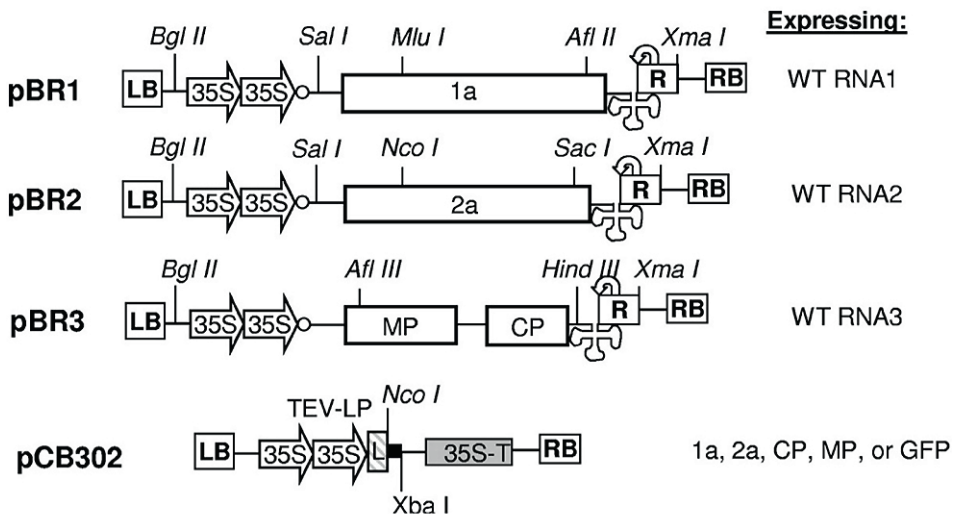 Expressing:
Bgl II Sal I Mlu I Afl II Xma I
pBR1 LB 35S 35S 1a R RB WT RNA1
Bgl II Sal I Nco I Sac I Xma I
pBR2 LB 35S 35S 2a R RB WT RNA2
Bgl II Afl III Hind III Xma I
pBR3 LB 35S 35S MP CP R RB WT RNA3
TEV-LP Nco I
pCB302 LB 35S 35S L 35S-T RB 1a, 2a, CP, MP, or GFP
Xba I